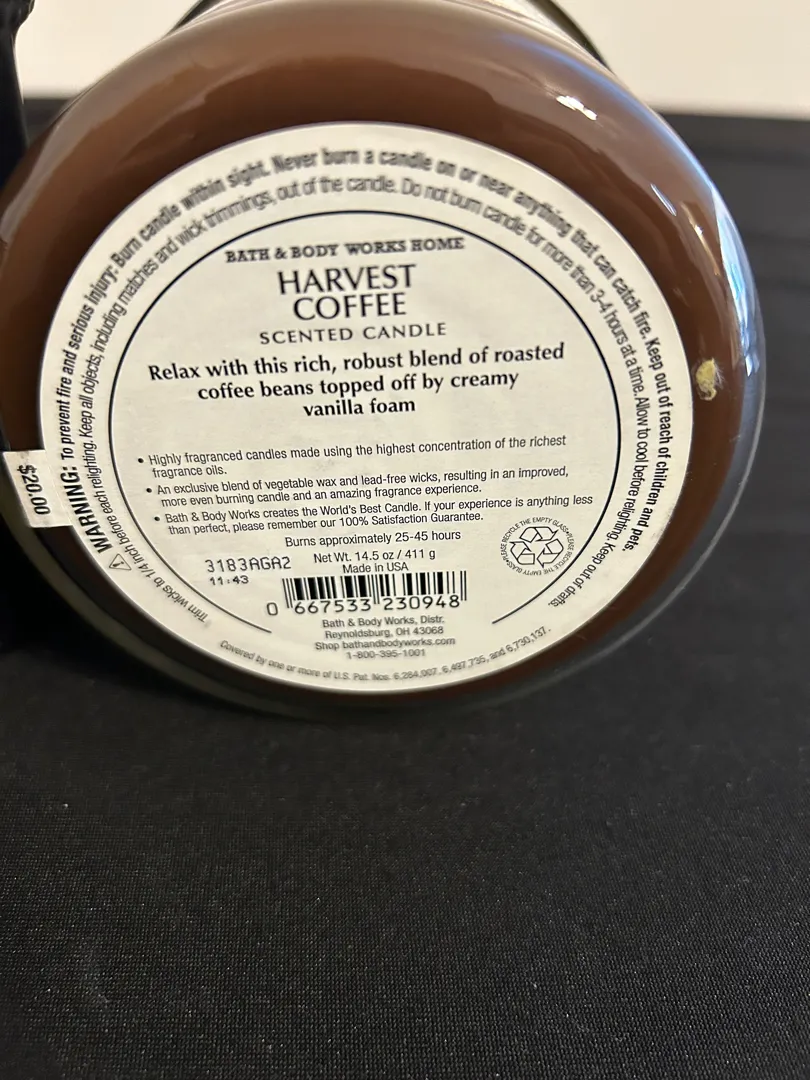 WARNING: To prevent fire and serious injury: Burn candle within sight. Never burn a candle on or near anything that can catch fire. Keep out of reach of children and pets.
Trim wicks to 1/4 inch before each relighting. Keep all objects, including matches and wick trimmings, out of the candle. Do not burn candle for more than 3-4 hours at a time. Allow to cool before relighting. Keep out of drafts.
BATH & BODY WORKS HOME
HARVEST
COFFEE
SCENTED CANDLE
Relax with this rich, robust blend of roasted
coffee beans topped off by creamy
vanilla foam
• Highly fragranced candles made using the highest concentration of the richest
fragrance oils.
• An exclusive blend of vegetable wax and lead-free wicks, resulting in an improved,
more even burning candle and an amazing fragrance experience.
• Bath & Body Works creates the World's Best Candle. If your experience is anything less
than perfect, please remember our 100% Satisfaction Guarantee.
Burns approximately 25-45 hours
3183AGA2
11:43
Net Wt. 14.5 oz / 411 g
Made in USA
PLEASE RECYCLE THE EMPTY GLASS • PLEASE RECYCLE THE EMPTY GLASS •
0 667533 230948
Bath & Body Works, Distr.
Reynoldsburg, OH 43068
Shop bathandbodyworks.com
1-800-395-1001
Covered by one or more of U.S. Pat. Nos. 6,284,007, 6,497,735, and 6,730,137.
$20.00